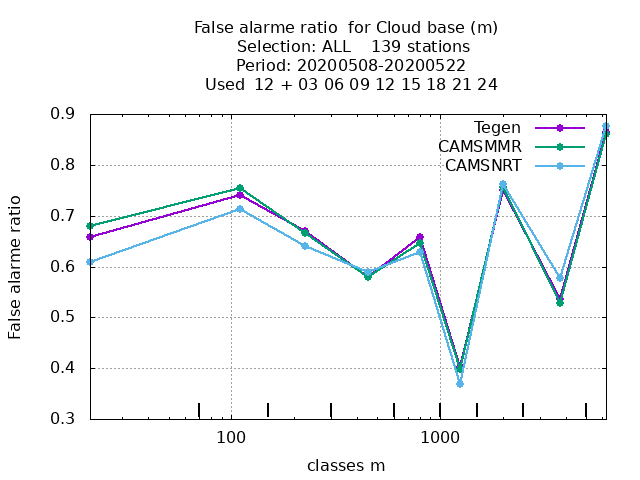 False alarme ratio  for Cloud base (m)
Selection: ALL    139 stations
Period: 20200508-20200522
Used  12 + 03 06 09 12 15 18 21 24
Tegen
CAMSMMR
CAMSNRT
0.9
0.8
0.7
0.6
0.5
0.4
0.3
False alarme ratio
100
1000
classes m